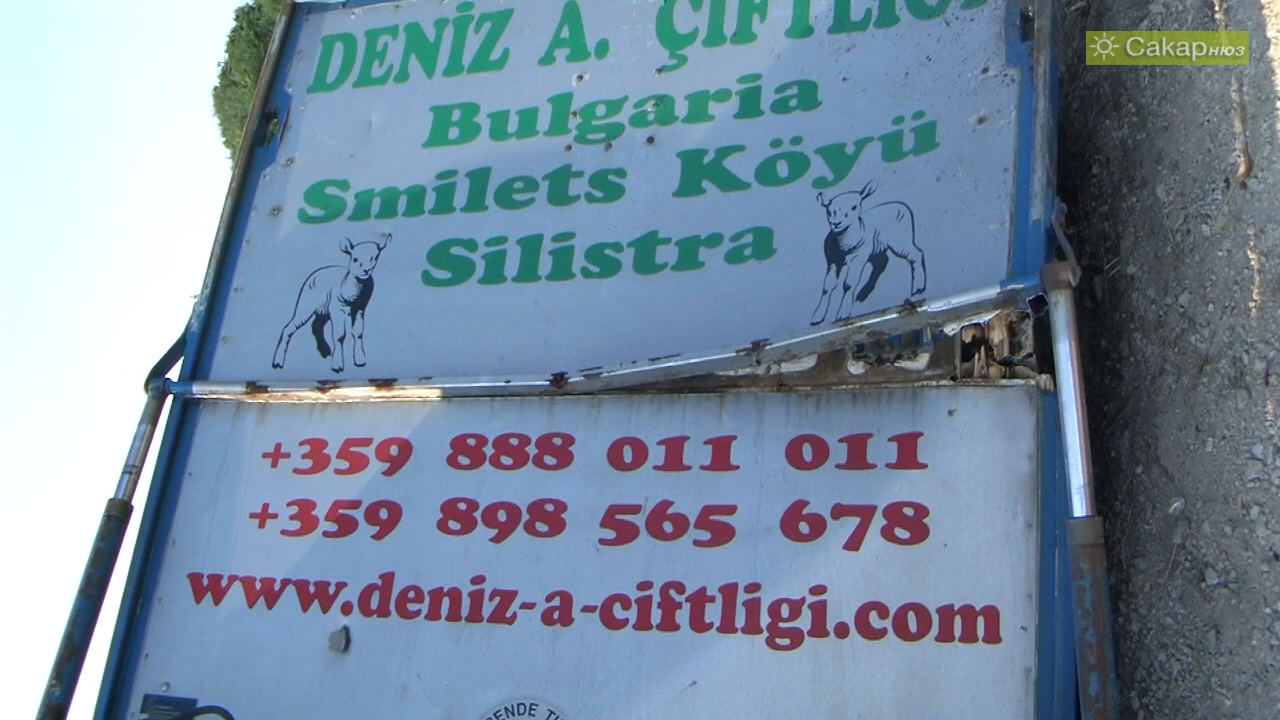 Сакарнюз
DENİZ A. ÇİFTLİĞİ
Bulgaria
Smilets Köyü
Silistra
+359 888 011 011
+359 898 565 678
www.deniz-a-ciftligi.com